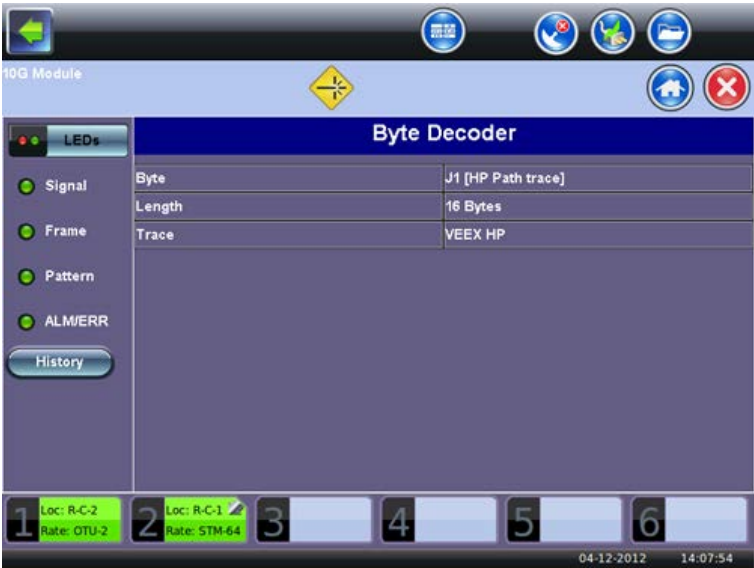 10G Module
LEDs
Byte Decoder
Signal
Byte J1 [HP Path trace]
Length 16 Bytes
Frame
Trace VEEX HP
Pattern
ALM/ERR
History
1 Loc: R-C-2
Rate: OTU-2
2 Loc: R-C-1
Rate: STM-64
3
4
5
6
04-12-2012 14:07:54